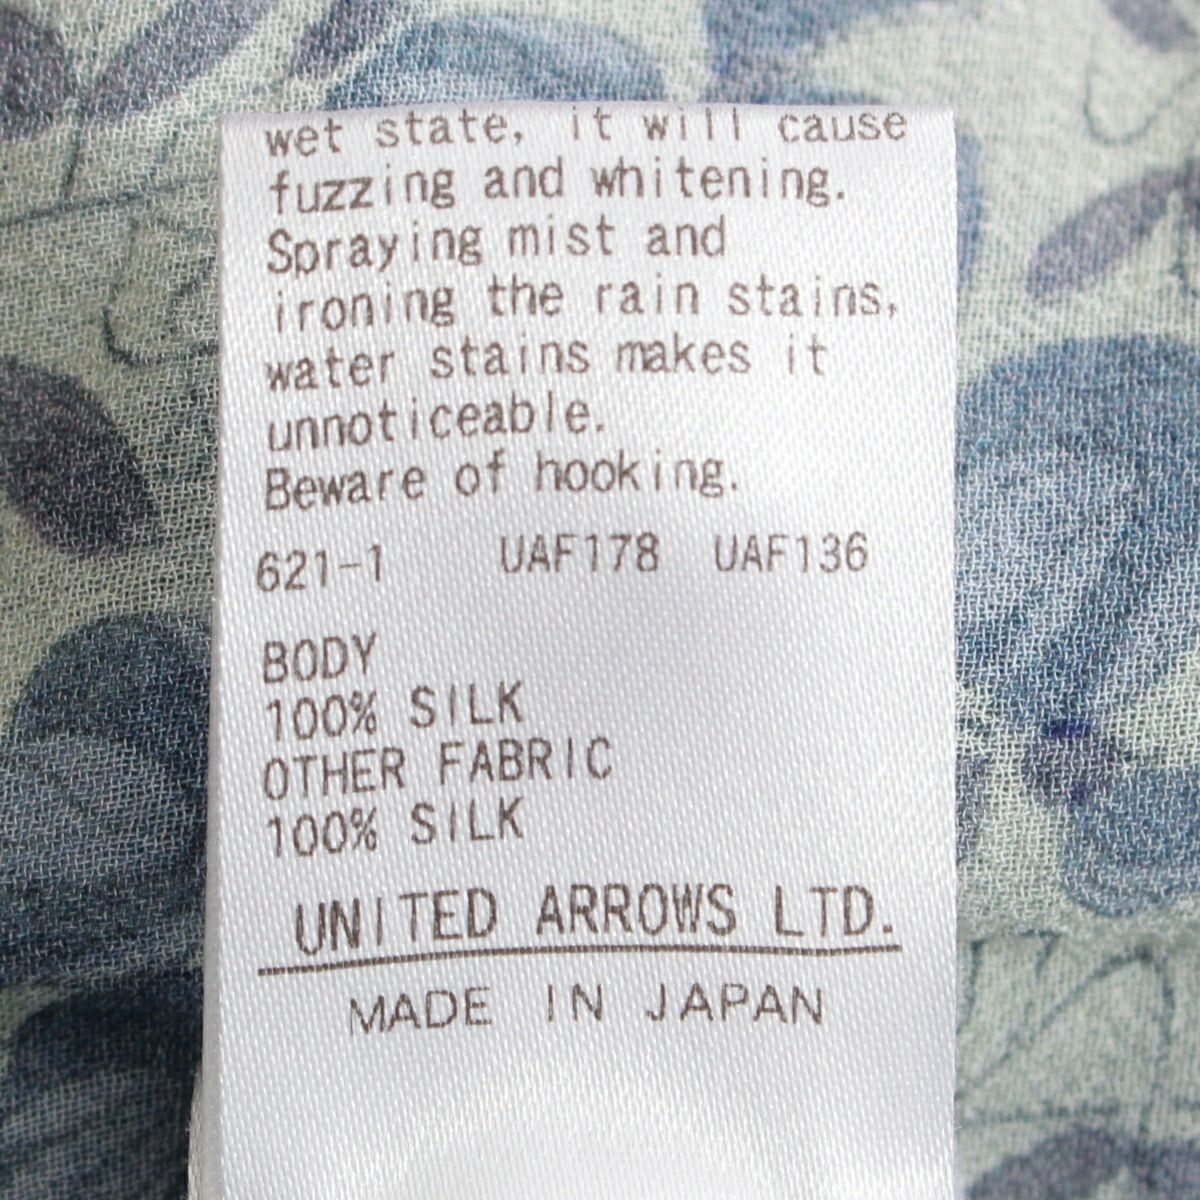 wet state, it will cause
fuzzing and whitening.
Spraying mist and
ironing the rain stains,
water stains makes it
unnoticeable.
Beware of hooking.
621-1 UAF178 UAF136
BODY
100% SILK
OTHER FABRIC
100% SILK
UNITED ARROWS LTD.
MADE IN JAPAN